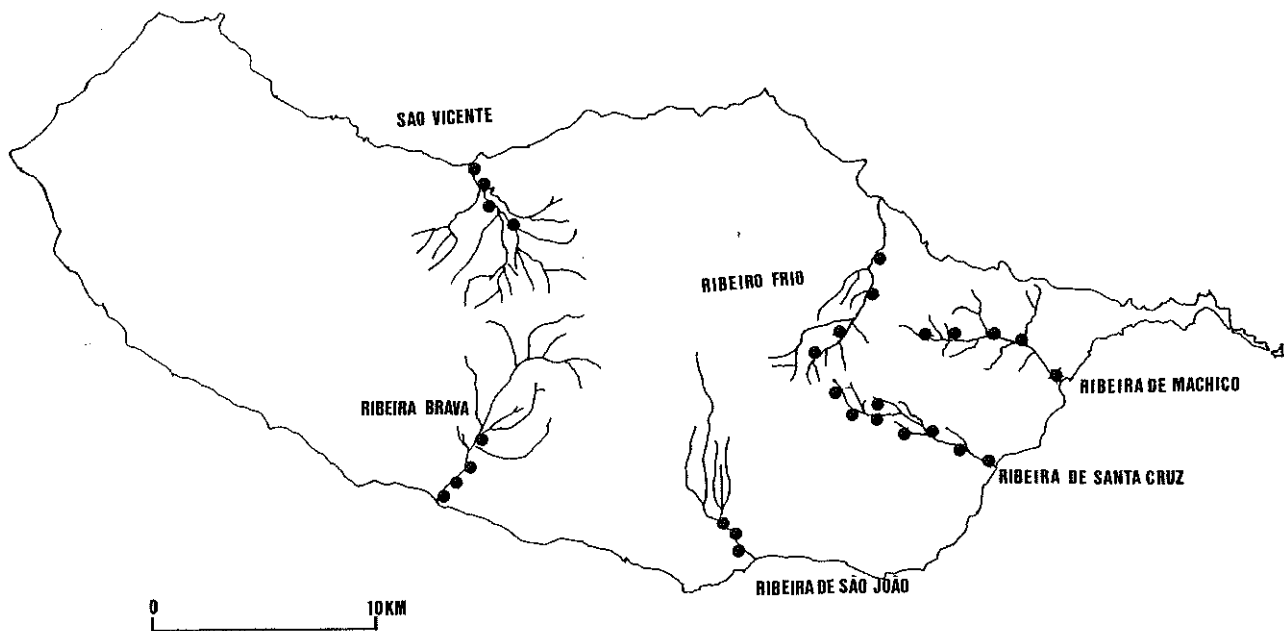 SAO VICENTE
RIBEIRO FRIO
RIBEIRA DE MACHICO
RIBEIRA BRAVA
RIBEIRA DE SANTA CRUZ
RIBEIRA DE SÃO JOÃO
0 10KM